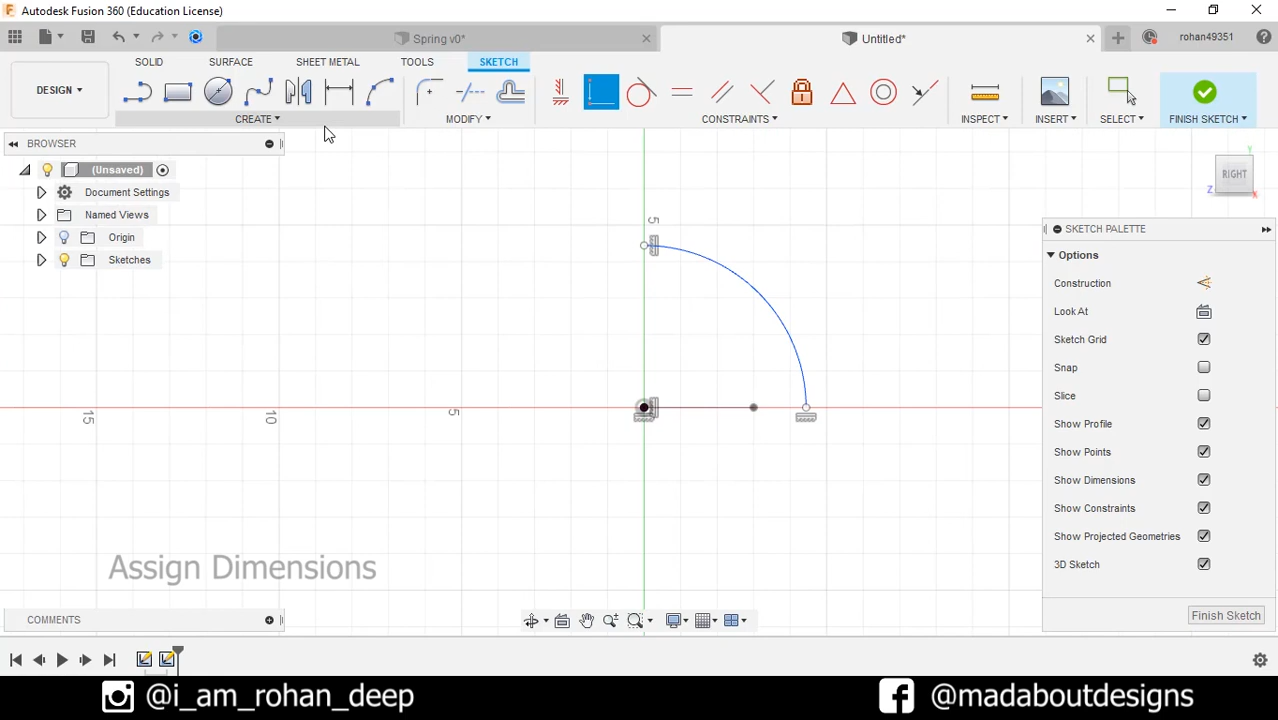 Autodesk Fusion 360 (Education License)
Spring v0*
Untitled*
rohan49351
SOLID SURFACE SHEET METAL TOOLS SKETCH
DESIGN
CREATE MODIFY CONSTRAINTS INSPECT INSERT SELECT FINISH SKETCH
BROWSER
(Unsaved)
Document Settings
Named Views
Origin
Sketches
RIGHT
Y
Z
X
5
15
10
5
SKETCH PALETTE
Options
Construction
Look At
Sketch Grid
Snap
Slice
Show Profile
Show Points
Show Dimensions
Show Constraints
Show Projected Geometries
3D Sketch
Finish Sketch
Assign Dimensions
COMMENTS
@i_am_rohan_deep
@madaboutdesigns